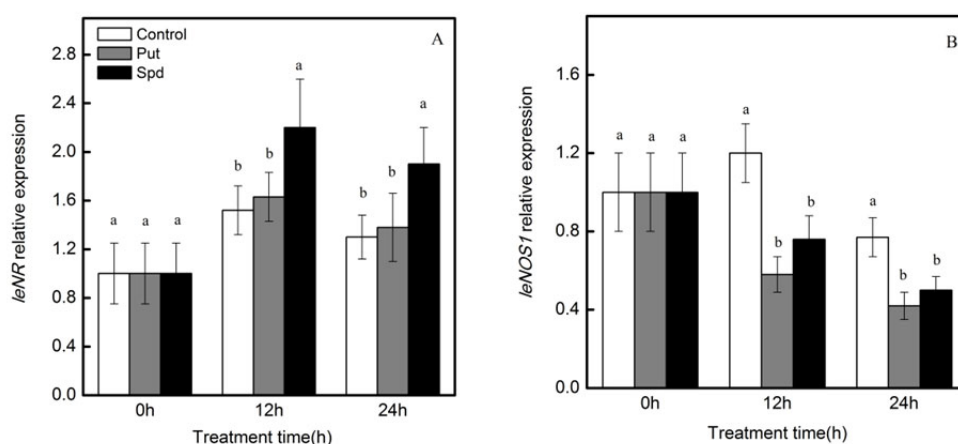 Control
Put
Spd
A
leNR relative expression
2.8
2.4
2.0
1.6
1.2
0.8
0.4
0.0
a a a
b b a
b b a
0h 12h 24h
Treatment time(h)
B
leNOS1 relative expression
1.6
1.2
0.8
0.4
0.0
a a a
a b b
a b b
0h 12h 24h
Treatment time(h)